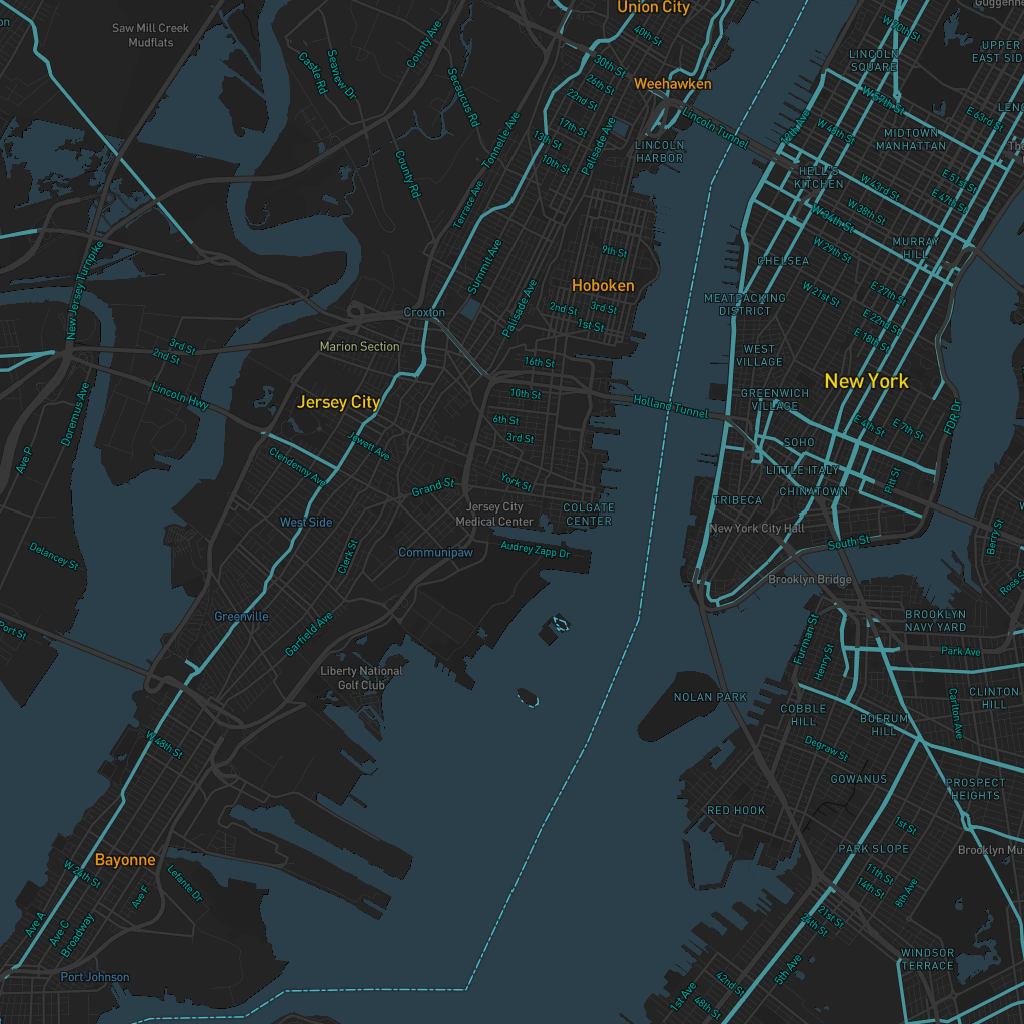 Union City
Guggenhe
W 70th St
40th St
Saw Mill Creek
Mudflats
County Ave
UPPER
EAST SIDE
LINCOLN
SQUARE
30th St
Seaview Dr
Castle Rd
Secaucus Rd
26th St
Weehawken
22nd St
W 57th St
E 63rd St
LENO
Lincoln Tunnel
12th Ave
17th St
W 48th St
MIDTOWN
MANHATTAN
13th St
Tonnelle Ave
Palisade Ave
LINCOLN
HARBOR
10th St
County Rd
HELL'S
KITCHEN
W 43rd St
E 51st St
E 47th St
Terrace Ave
W 34th St
W 38th St
MURRAY
HILL
9th St
W 29th St
CHELSEA
Summit Ave
New Jersey Turnpike
Hoboken
MEATPACKING
DISTRICT
W 21st St
E 27th St
Palisade Ave
2nd St
3rd St
1st St
Croxton
E 22nd St
E 18th St
Marion Section
3rd St
2nd St
WEST
VILLAGE
16th St
New York
Lincoln Hwy
10th St
Jersey City
Holland Tunnel
GREENWICH
VILLAGE
Doremus Ave
6th St
E 4th St
E 7th St
FDR Dr
3rd St
Jewett Ave
SOHO
Ave P
Clendenny Ave
LITTLE ITALY
Pitt St
Grand St
York St
CHINATOWN
TRIBECA
Jersey City
Medical Center
COLGATE
CENTER
West Side
New York City Hall
Berry St
South St
Audrey Zapp Dr
Communipaw
Delancey St
Clerk St
Brooklyn Bridge
Ross St
Greenville
BROOKLYN
NAVY YARD
Port St
Garfield Ave
Furman St
Henry St
Park Ave
Liberty National
Golf Club
NOLAN PARK
CLINTON
HILL
Carlton Ave
COBBLE
HILL
BOERUM
HILL
W 48th St
Degraw St
GOWANUS
PROSPECT
HEIGHTS
RED HOOK
1st St
PARK SLOPE
Brooklyn Mus
Bayonne
W 24th St
11th St
14th St
8th Ave
Lefante Dr
Ave F
Ave A
Ave C
Broadway
21st St
24th St
WINDSOR
TERRACE
5th Ave
Port Johnson
42nd St
1st Ave
48th St